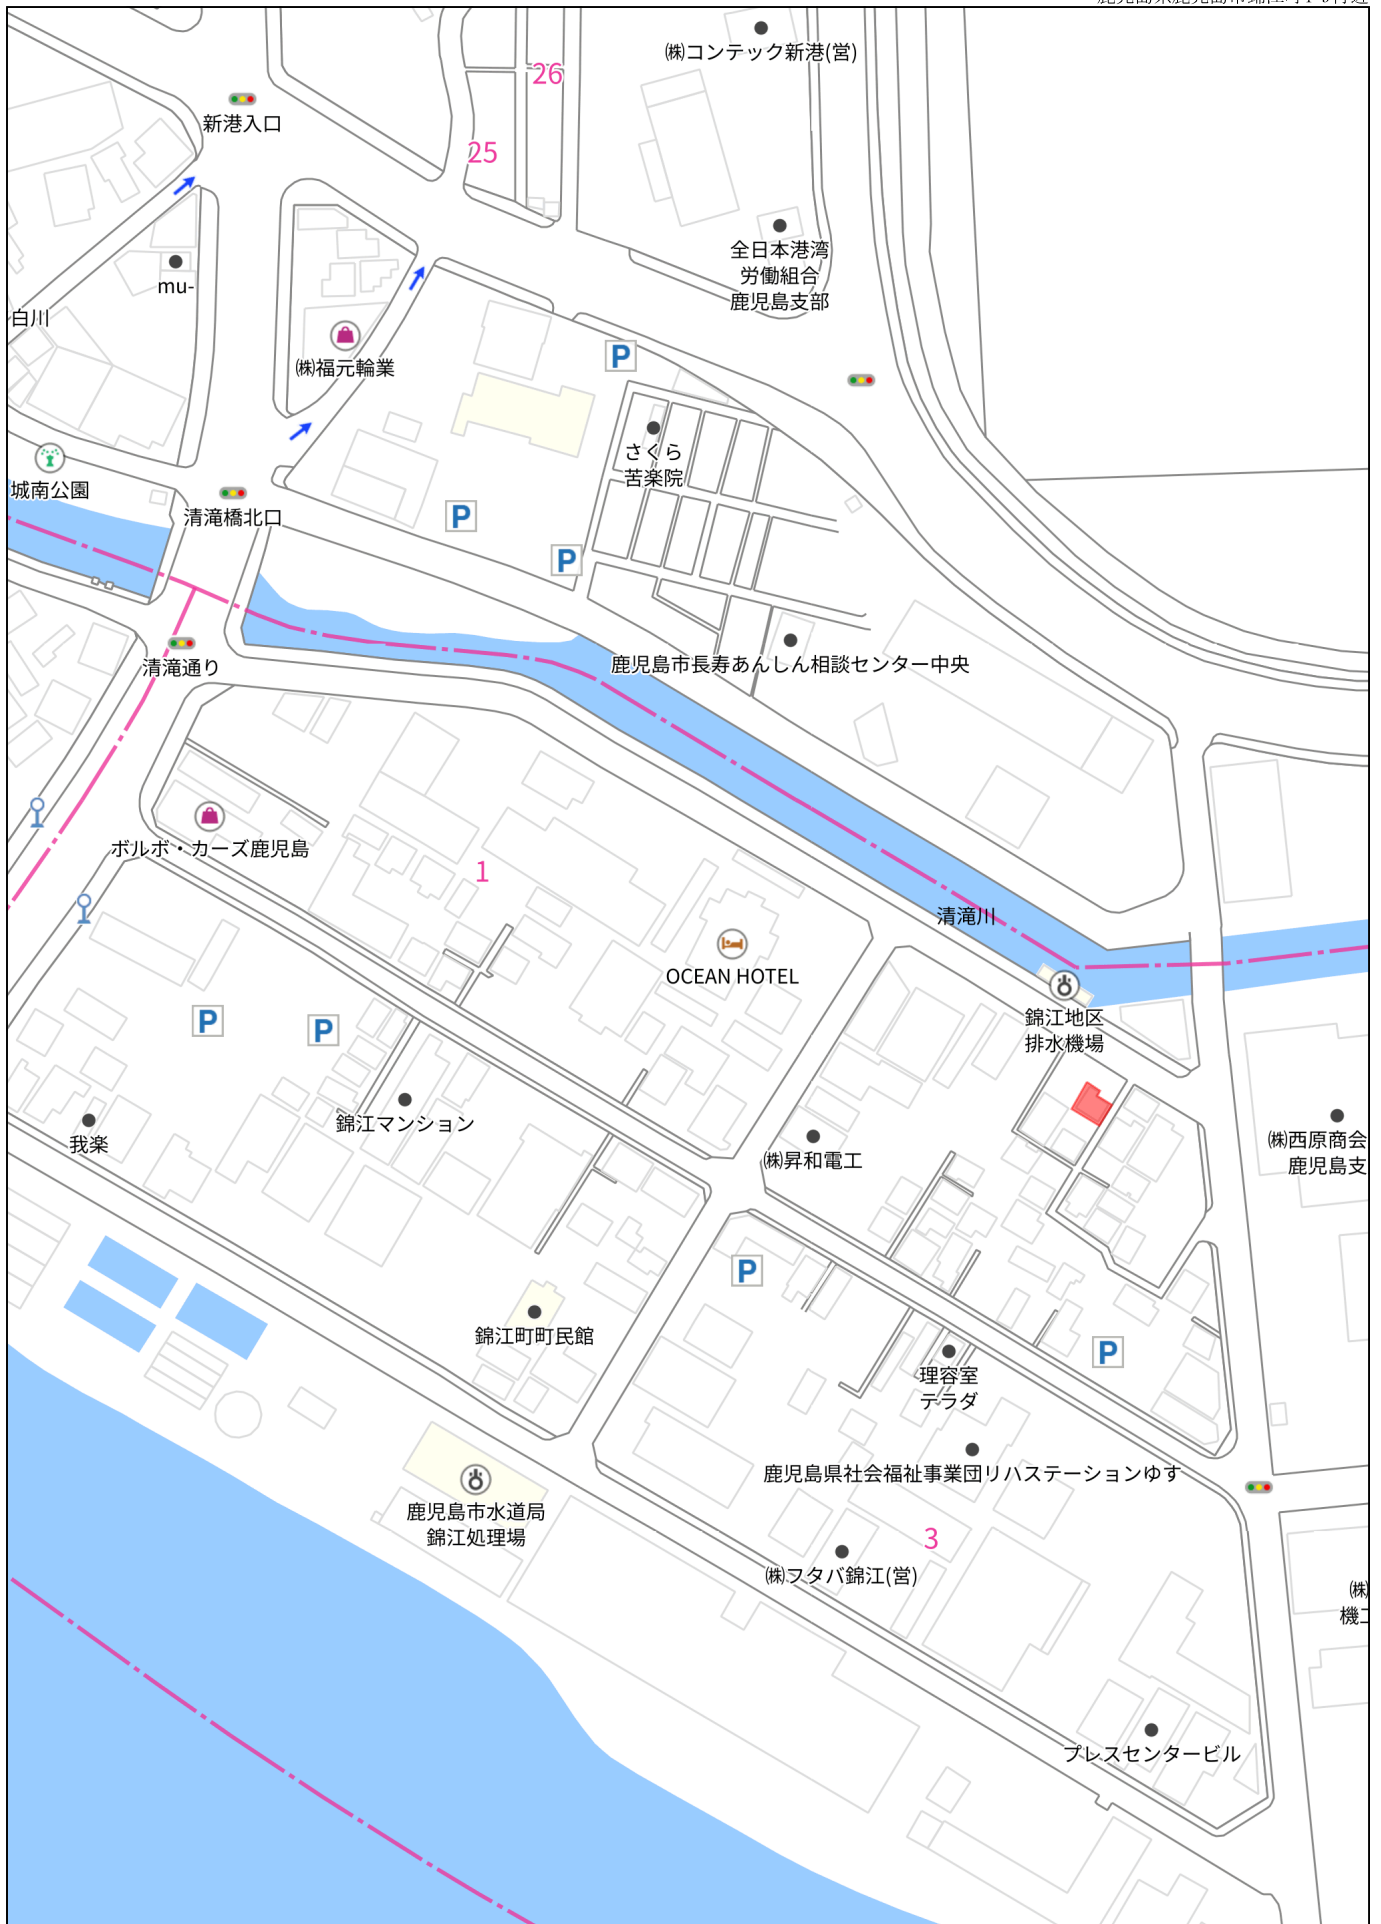 ㈱コンテック新港(営)
26
新港入口
25
全日本港湾
労働組合
鹿児島支部
mu-
白川
㈱福元輪業
P
さくら
苦楽院
城南公園
清滝橋北口
P
P
清滝通り
鹿児島市長寿あんしん相談センター中央
ボルボ・カーズ鹿児島
1
清滝川
OCEAN HOTEL
P
P
錦江地区
排水機場
錦江マンション
我楽
㈱昇和電工
㈱西原商会
鹿児島支
P
錦江町町民館
P
理容室
テラダ
鹿児島県社会福祉事業団リハステーションゆす
鹿児島市水道局
錦江処理場
3
㈱フタバ錦江(営)
㈱
機工
プレスセンタービル